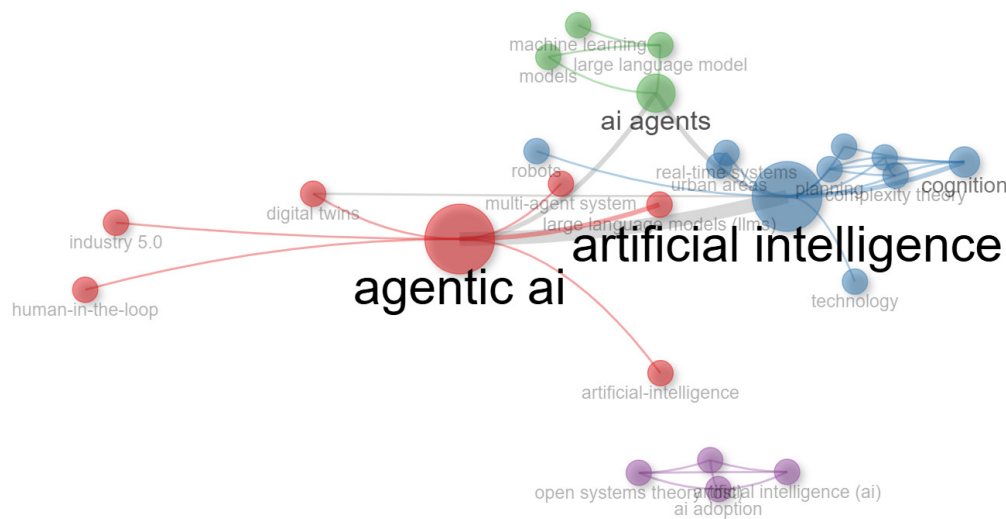 machine learning
large language model
models
ai agents
robots
real-time systems
urban areas
planning
cognition
complexity theory
digital twins
multi-agent system
large language models (llms)
industry 5.0
artificial intelligence
agentic ai
technology
human-in-the-loop
artificial-intelligence
open systems theory
artificial intelligence (ai)
ai adoption